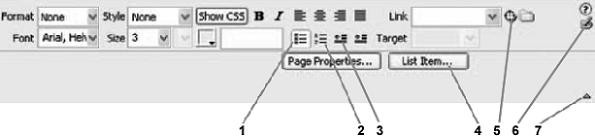 Format None Style None Show CSS B I Link
Font Arial, Helv Size 3 Target
Page Properties... List Item...
1 2 3 4 5 6 7